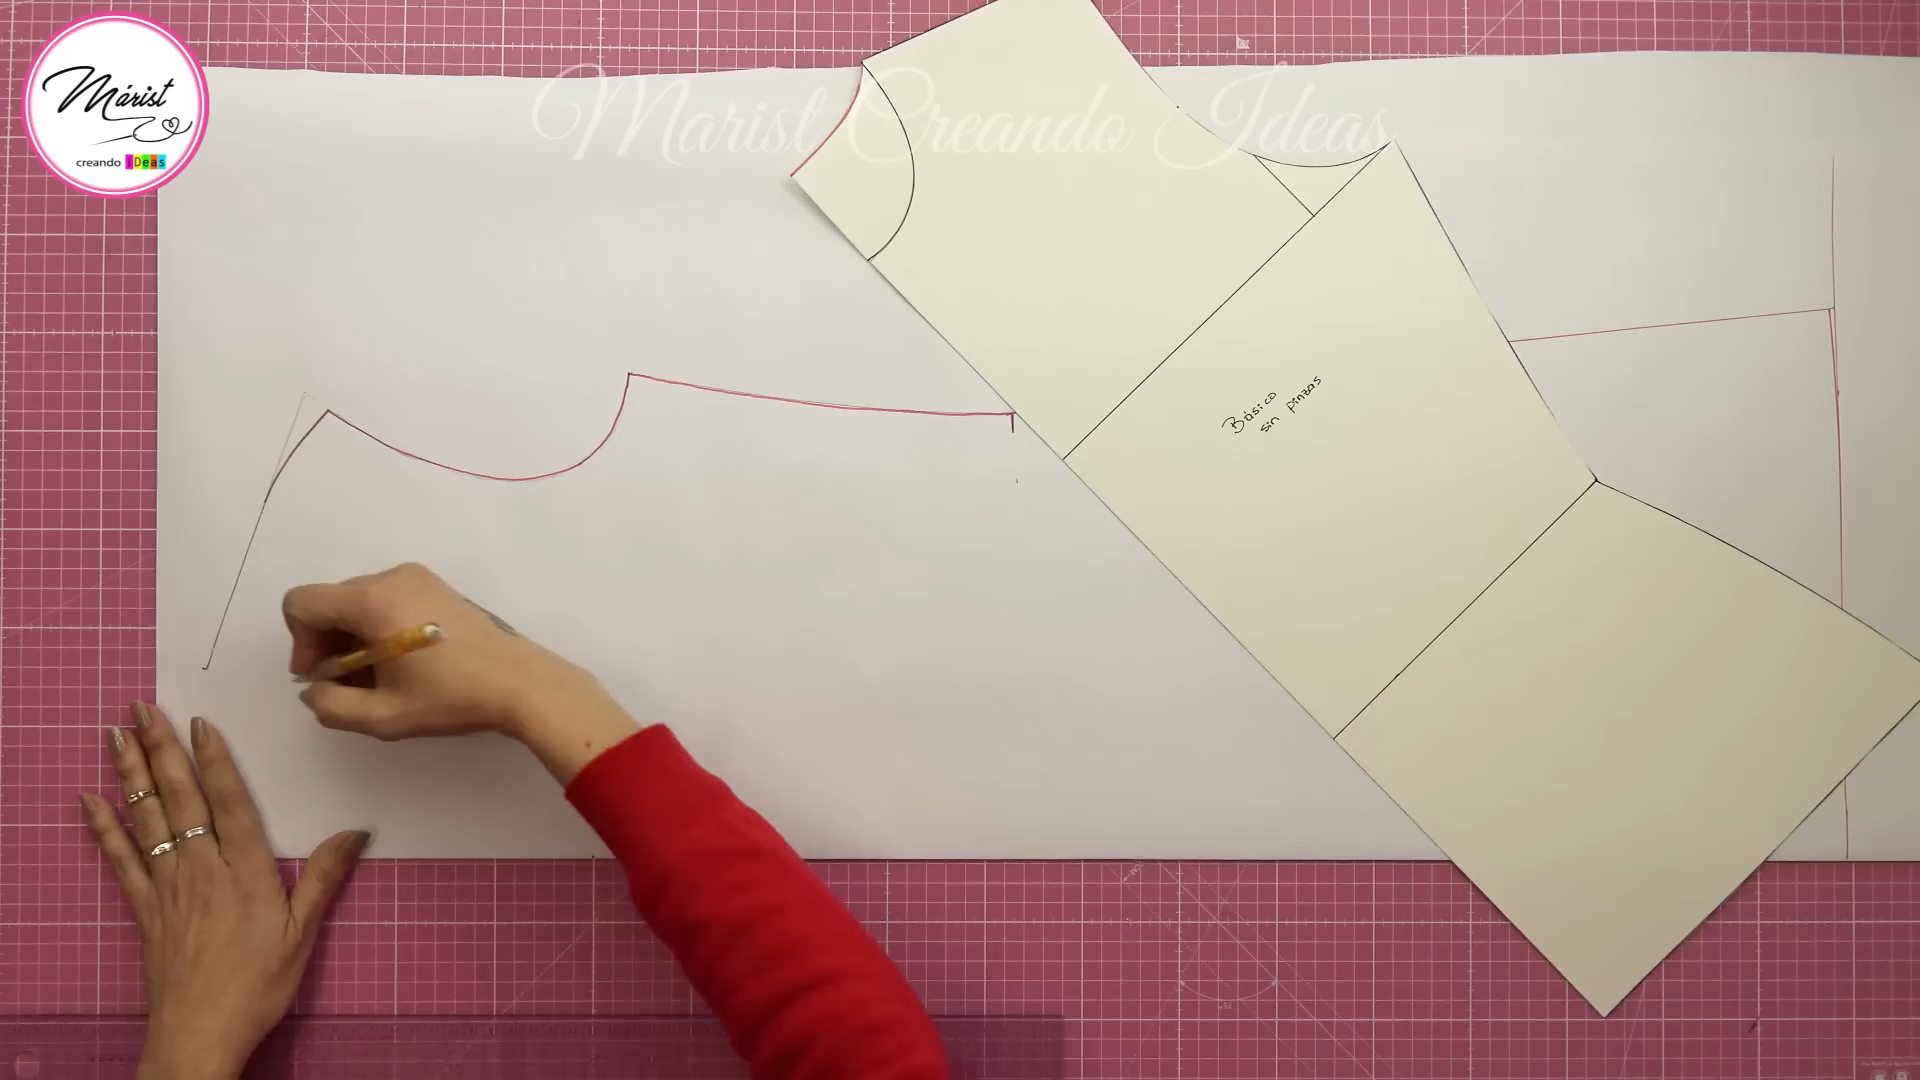 Márist
creando iDeas
Marist Creando Ideas
Básico
sin pinzas